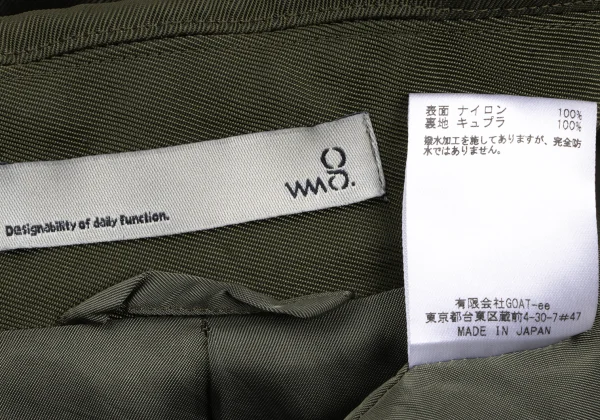 wmo.
Designability of daily function.
表面 ナイロン 100%
裏地 キュプラ 100%
撥水加工を施してありますが、完全防
水ではありません。
有限会社GOAT-ee
東京都台東区蔵前4-30-7#47
MADE IN JAPAN